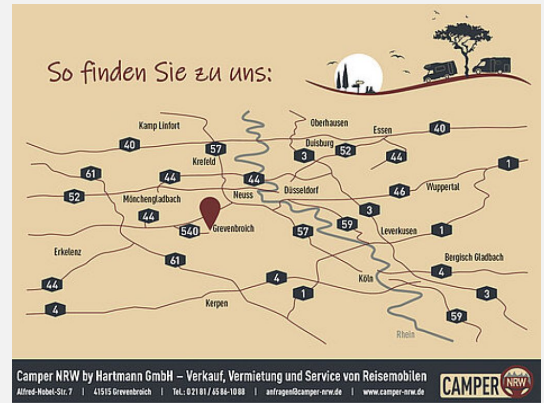 So finden Sie zu uns:
Kamp Linfort
Oberhausen
Essen
40
40
57
Duisburg
52
3
44
Krefeld
1
61
44
44
52
46
Wuppertal
Mönchengladbach
Neuss
Düsseldorf
44
3
540
Grevenbroich
57
59
Leverkusen
1
Erkelenz
61
Bergisch Gladbach
4
4
Köln
44
1
3
4
Kerpen
59
Rhein
Camper NRW by Hartmann GmbH – Verkauf, Vermietung und Service von Reisemobilen
Alfred-Nobel-Str. 7 | 41515 Grevenbroich | Tel.: 0 21 81 / 65 86-10 88 | anfragen@camper-nrw.de | www.camper-nrw.de
CAMPER NRW